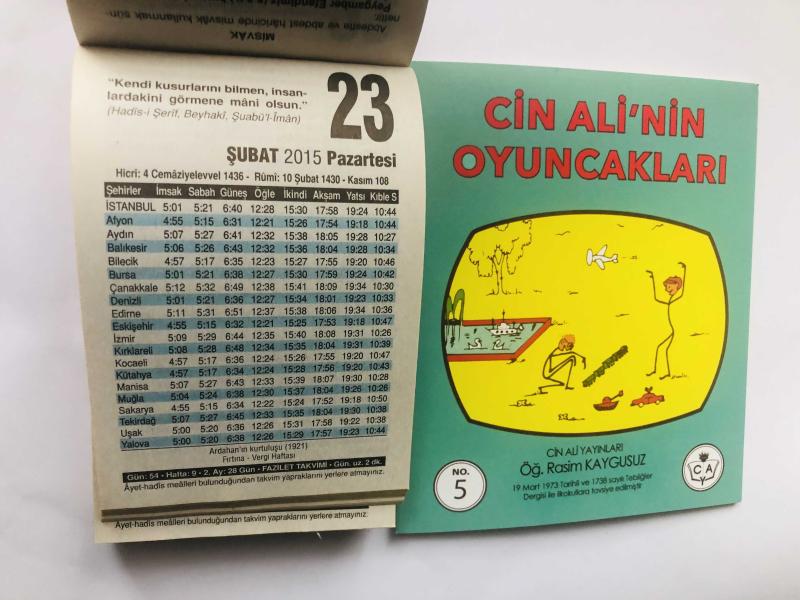 MİSVÂK
Abdestte ve abdest hâricinde misvâk kullanmak sün-
nettir.
Peygamber Efendimiz
"Kendi kusurlarını bilmen, insan-
lardakini görmene mâni olsun."
(Hadîs-i Şerîf, Beyhakî, Şuabü'l-Îmân)
23
ŞUBAT 2015 Pazartesi
Hicri: 4 Cemâziyelevvel 1436 - Rûmi: 10 Şubat 1430 - Kasım 108
Şehirler İmsak Sabah Güneş Öğle İkindi Akşam Yatsı Kıble S
İSTANBUL 5:01 5:21 6:40 12:28 15:30 17:58 19:24 10:44
Afyon 4:55 5:15 6:31 12:21 15:26 17:54 19:18 10:44
Aydın 5:07 5:27 6:41 12:32 15:38 18:05 19:28 10:27
Balıkesir 5:06 5:26 6:43 12:32 15:36 18:04 19:28 10:34
Bilecik 4:57 5:17 6:35 12:23 15:27 17:55 19:20 10:46
Bursa 5:01 5:21 6:38 12:27 15:30 17:59 19:24 10:42
Çanakkale 5:12 5:32 6:49 12:38 15:41 18:09 19:34 10:30
Denizli 5:01 5:21 6:36 12:27 15:34 18:01 19:23 10:33
Edirne 5:11 5:31 6:51 12:37 15:38 18:06 19:34 10:36
Eskişehir 4:55 5:15 6:32 12:21 15:25 17:53 19:18 10:47
İzmir 5:09 5:29 6:44 12:35 15:40 18:08 19:31 10:26
Kırklareli 5:08 5:28 6:48 12:34 15:35 18:04 19:31 10:39
Kocaeli 4:57 5:17 6:36 12:24 15:26 17:55 19:20 10:47
Kütahya 4:57 5:17 6:34 12:24 15:28 17:56 19:20 10:43
Manisa 5:07 5:27 6:43 12:33 15:39 18:07 19:30 10:28
Muğla 5:04 5:24 6:38 12:30 15:37 18:04 19:26 10:26
Sakarya 4:55 5:15 6:34 12:22 15:24 17:52 19:18 10:50
Tekirdağ 5:07 5:27 6:45 12:33 15:35 18:04 19:30 10:38
Uşak 5:00 5:20 6:36 12:26 15:31 17:58 19:22 10:38
Yalova 5:00 5:20 6:38 12:26 15:29 17:57 19:23 10:44
Ardahan'ın kurtuluşu (1921)
Fırtına - Vergi Haftası
Gün: 54 - Hafta: 9 - 2. Ay: 28 Gün - FAZİLET TAKVİMİ - Gün. uz. 2 dk.
Âyet-hadîs meâlleri bulunduğundan takvim yapraklarını yerlere atmayınız.
Âyet-hadîs meâlleri bulunduğundan takvim yapraklarını yerlere atmayınız.
CİN ALİ'NİN
OYUNCAKLARI
CİN ALİ YAYINLARI
Öğ. Rasim KAYGUSUZ
19 Mart 1973 Tarihli ve 1738 sayılı Tebliğler
Dergisi ile ilkokullara tavsiye edilmiştir
NO.
5
C A
Y